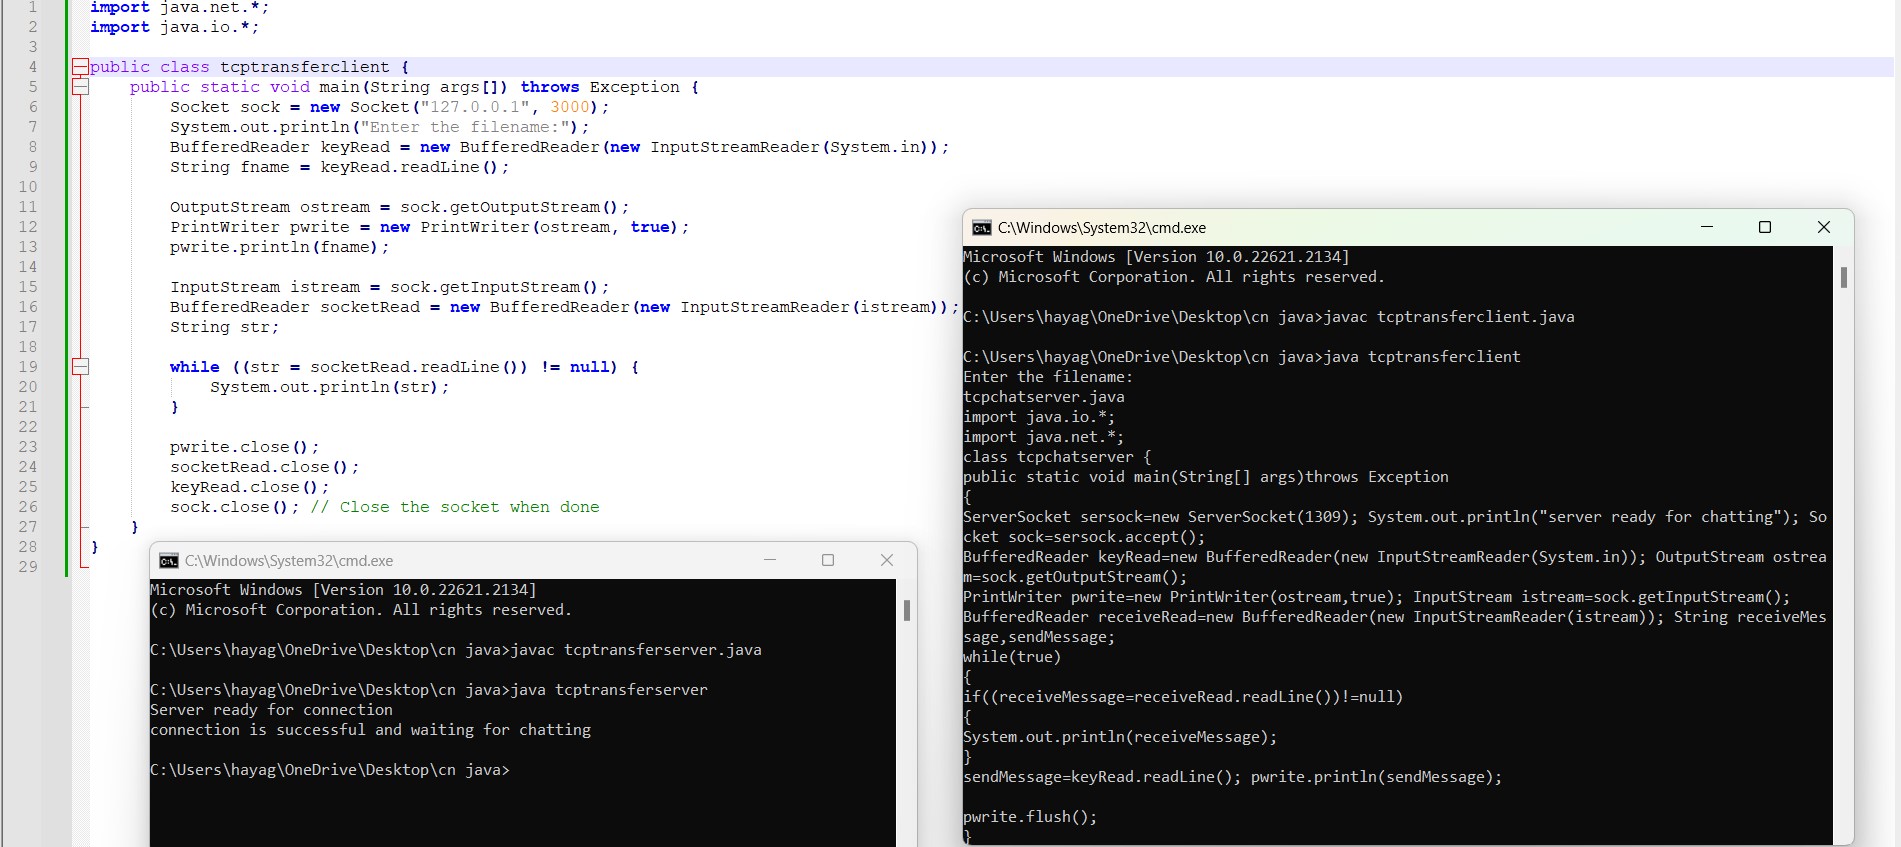 1 import java.net.*;
2 import java.io.*;
3
4 public class tcptransferclient {
5 public static void main(String args[]) throws Exception {
6 Socket sock = new Socket("127.0.0.1", 3000);
7 System.out.println("Enter the filename:");
8 BufferedReader keyRead = new BufferedReader(new InputStreamReader(System.in));
9 String fname = keyRead.readLine();
10
11 OutputStream ostream = sock.getOutputStream();
12 PrintWriter pwrite = new PrintWriter(ostream, true);
13 pwrite.println(fname);
14
15 InputStream istream = sock.getInputStream();
16 BufferedReader socketRead = new BufferedReader(new InputStreamReader(istream));
17 String str;
18
19 while ((str = socketRead.readLine()) != null) {
20 System.out.println(str);
21 }
22
23 pwrite.close();
24 socketRead.close();
25 keyRead.close();
26 sock.close(); // Close the socket when done
27 }
28 }
29
C:\Windows\System32\cmd.exe
Microsoft Windows [Version 10.0.22621.2134]
(c) Microsoft Corporation. All rights reserved.
C:\Users\hayag\OneDrive\Desktop\cn java>javac tcptransferserver.java
C:\Users\hayag\OneDrive\Desktop\cn java>java tcptransferserver
Server ready for connection
connection is successful and waiting for chatting
C:\Users\hayag\OneDrive\Desktop\cn java>
C:\Windows\System32\cmd.exe
Microsoft Windows [Version 10.0.22621.2134]
(c) Microsoft Corporation. All rights reserved.
C:\Users\hayag\OneDrive\Desktop\cn java>javac tcptransferclient.java
C:\Users\hayag\OneDrive\Desktop\cn java>java tcptransferclient
Enter the filename:
tcpchatserver.java
import java.io.*;
import java.net.*;
class tcpchatserver {
public static void main(String[] args)throws Exception
{
ServerSocket sersock=new ServerSocket(1309); System.out.println("server ready for chatting"); So
cket sock=sersock.accept();
BufferedReader keyRead=new BufferedReader(new InputStreamReader(System.in)); OutputStream ostrea
m=sock.getOutputStream();
PrintWriter pwrite=new PrintWriter(ostream,true); InputStream istream=sock.getInputStream();
BufferedReader receiveRead=new BufferedReader(new InputStreamReader(istream)); String receiveMes
sage,sendMessage;
while(true)
{
if((receiveMessage=receiveRead.readLine())!=null)
{
System.out.println(receiveMessage);
}
sendMessage=keyRead.readLine(); pwrite.println(sendMessage);
pwrite.flush();
}